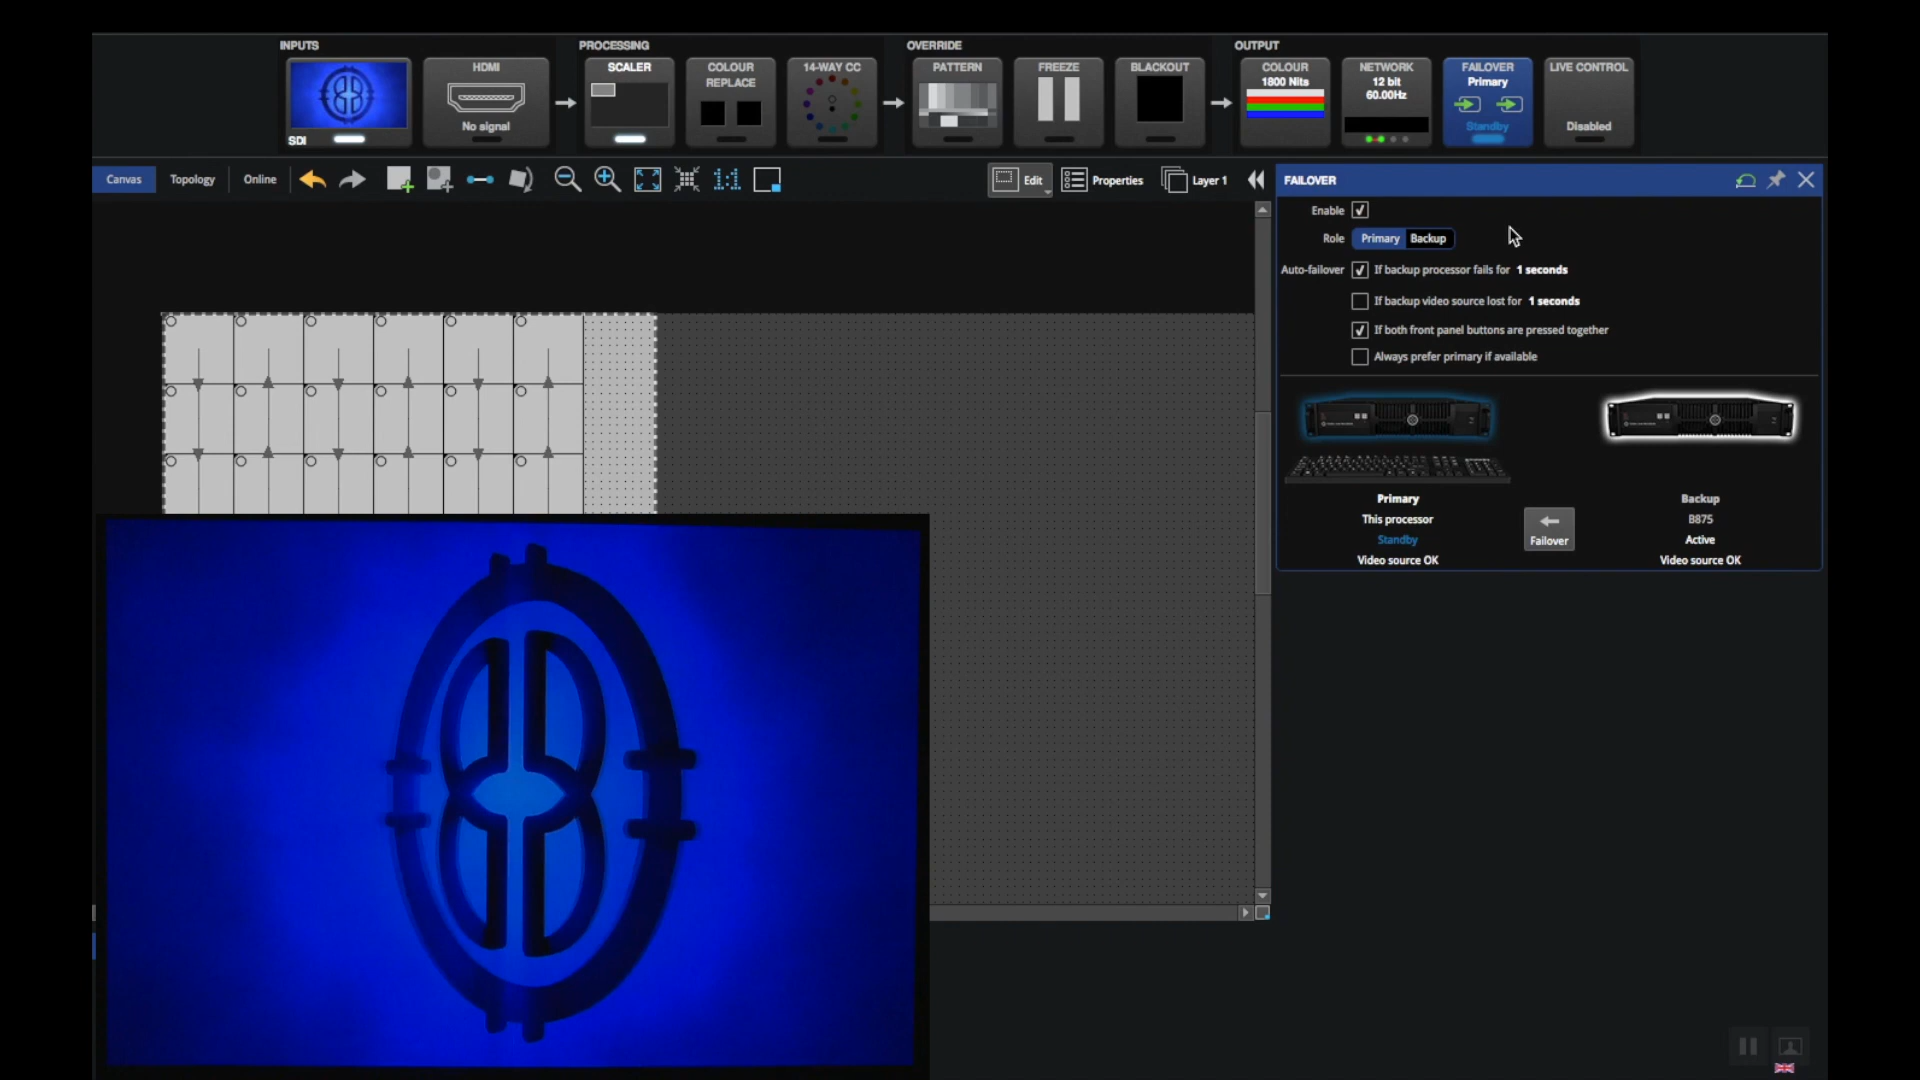 INPUTS
PROCESSING
OVERRIDE
OUTPUT
SDI
HDMI
No signal
SCALER
COLOUR
REPLACE
14-WAY CC
PATTERN
FREEZE
BLACKOUT
COLOUR
1800 Nits
NETWORK
12 bit
60.00Hz
FAILOVER
Primary
Standby
LIVE CONTROL
Disabled
Canvas
Topology
Online
1:1
Edit
Properties
Layer 1
FAILOVER
Enable
Role Primary Backup
Auto-failover If backup processor fails for 1 seconds
If backup video source lost for 1 seconds
If both front panel buttons are pressed together
Always prefer primary if available
Primary
This processor
Standby
Video source OK
Failover
Backup
B875
Active
Video source OK